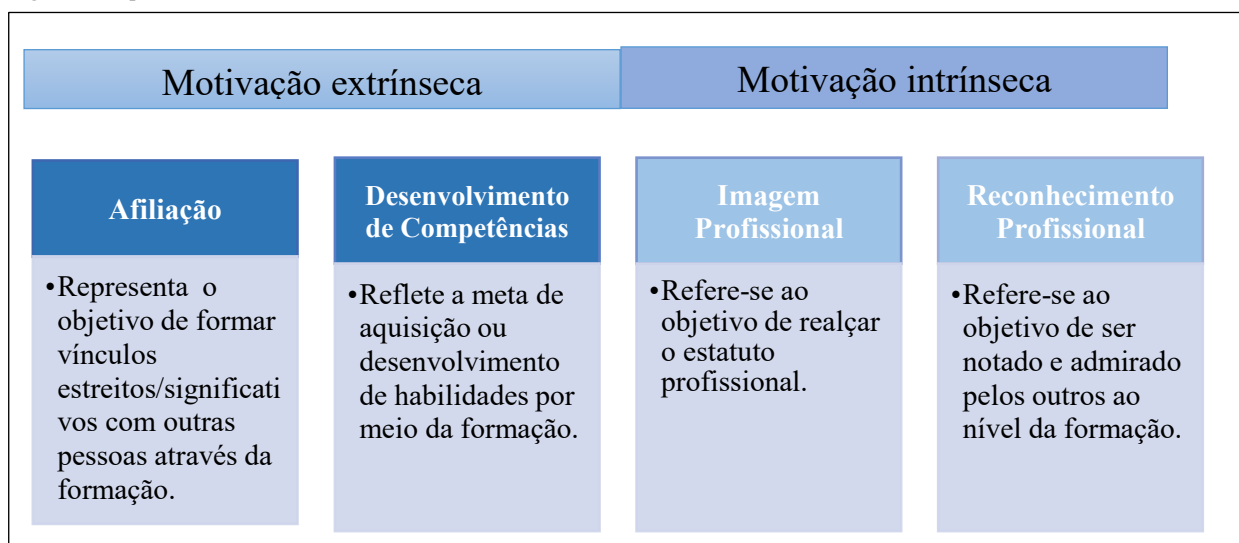 Motivação extrínseca
Motivação intrínseca
Afiliação
•Representa o
objetivo de formar
vínculos
estreitos/significati
vos com outras
pessoas através da
formação.
Desenvolvimento
de Competências
•Reflete a meta de
aquisição ou
desenvolvimento
de habilidades por
meio da formação.
Imagem
Profissional
•Refere-se ao
objetivo de realçar
o estatuto
profissional.
Reconhecimento
Profissional
•Refere-se ao
objetivo de ser
notado e admirado
pelos outros ao
nível da formação.